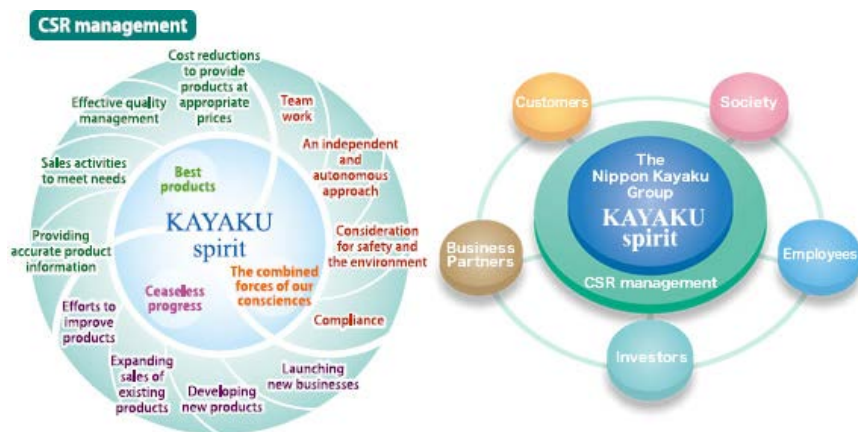 CSR management
Cost reductions
to provide
products at
appropriate
prices
Effective quality
management
Sales activities
to meet needs
Providing
accurate product
information
Team
work
An independent
and
autonomous
approach
Consideration
for safety and
the environment
Compliance
Best
products
KAYAKU
spirit
Ceaseless
progress
The combined
forces of our
consciences
Efforts to
improve
products
Expanding
sales of
existing
products
Developing
new products
Launching
new businesses
Customers
Society
The
Nippon Kayaku
Group
KAYAKU
spirit
Business
Partners
Employees
CSR management
Investors